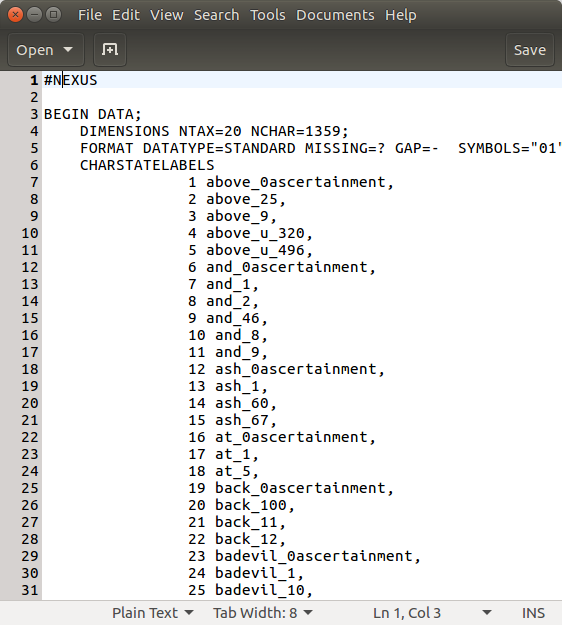 File Edit View Search Tools Documents Help
Open Save
1 #NEXUS
2
3 BEGIN DATA;
4 DIMENSIONS NTAX=20 NCHAR=1359;
5 FORMAT DATATYPE=STANDARD MISSING=? GAP=-  SYMBOLS="01"
6 CHARSTATELABELS
7 1 above_0ascertainment,
8 2 above_25,
9 3 above_9,
10 4 above_u_320,
11 5 above_u_496,
12 6 and_0ascertainment,
13 7 and_1,
14 8 and_2,
15 9 and_46,
16 10 and_8,
17 11 and_9,
18 12 ash_0ascertainment,
19 13 ash_1,
20 14 ash_60,
21 15 ash_67,
22 16 at_0ascertainment,
23 17 at_1,
24 18 at_5,
25 19 back_0ascertainment,
26 20 back_100,
27 21 back_11,
28 22 back_12,
29 23 badevil_0ascertainment,
30 24 badevil_1,
31 25 badevil_10,
Plain Text Tab Width: 8 Ln 1, Col 3 INS